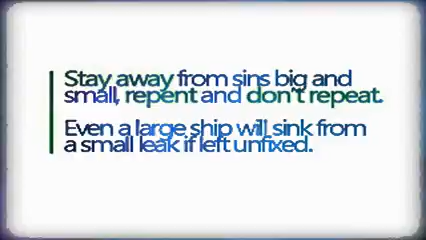 Stay away from sins big and
small, repent and don't repeat.
Even a large ship will sink from
a small leak if left unfixed.